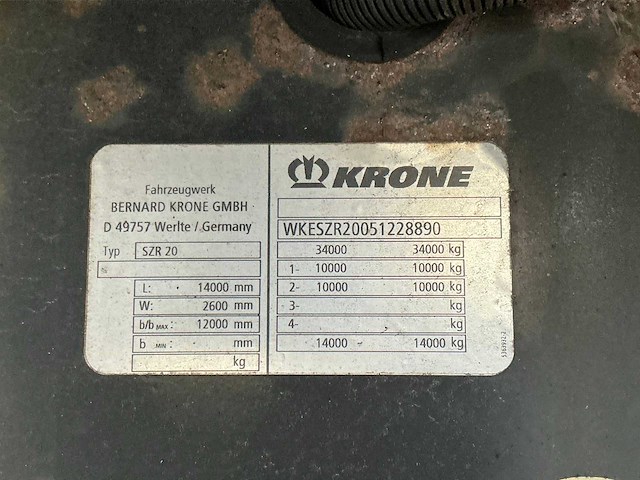 Fahrzeugwerk
BERNARD KRONE GMBH
D 49757 Werlte / Germany
Typ SZR 20
L: 14000 mm
W: 2600 mm
b/b MAX: 12000 mm
b MIN: mm
kg
KRONE
WKESZR20051228890
34000 34000 kg
1- 10000 10000 kg
2- 10000 10000 kg
3- kg
4- kg
14000 - 14000 kg